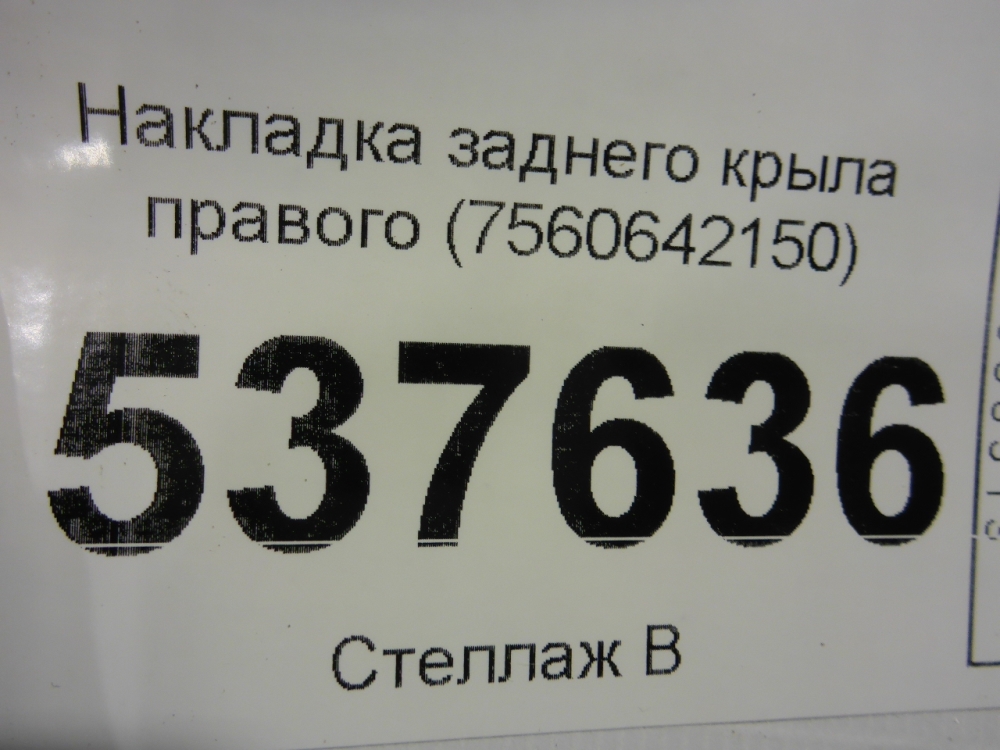 Накладка заднего крыла
правого (7560642150)
537636
Стеллаж В